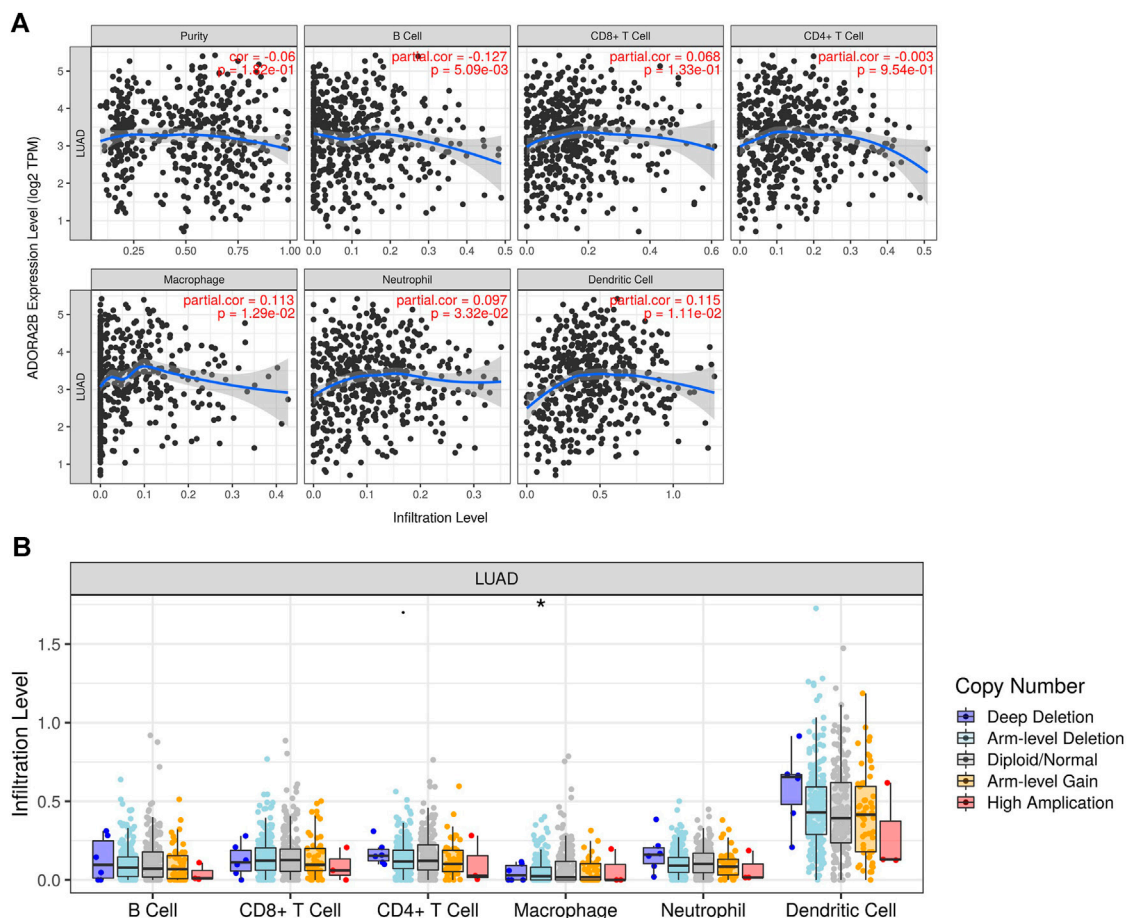 A
Purity
B Cell
CD8+ T Cell
CD4+ T Cell
cor = -0.06
p = 1.82e-01
partial.cor = -0.127
p = 5.09e-03
partial.cor = 0.068
p = 1.33e-01
partial.cor = -0.003
p = 9.54e-01
ADORA2B Expression Level (log2 TPM)
LUAD
5
4
3
2
1
0.25
0.50
0.75
1.00
0.0
0.1
0.2
0.3
0.4
0.5
0.0
0.2
0.4
0.6
0.0
0.1
0.2
0.3
0.4
0.5
Macrophage
Neutrophil
Dendritic Cell
partial.cor = 0.113
p = 1.29e-02
partial.cor = 0.097
p = 3.32e-02
partial.cor = 0.115
p = 1.11e-02
LUAD
5
4
3
2
1
0.0
0.1
0.2
0.3
0.4
0.0
0.1
0.2
0.3
0.0
0.5
1.0
Infiltration Level
B
LUAD
*
Infiltration Level
1.5
1.0
0.5
0.0
B Cell
CD8+ T Cell
CD4+ T Cell
Macrophage
Neutrophil
Dendritic Cell
Copy Number
Deep Deletion
Arm-level Deletion
Diploid/Normal
Arm-level Gain
High Amplication